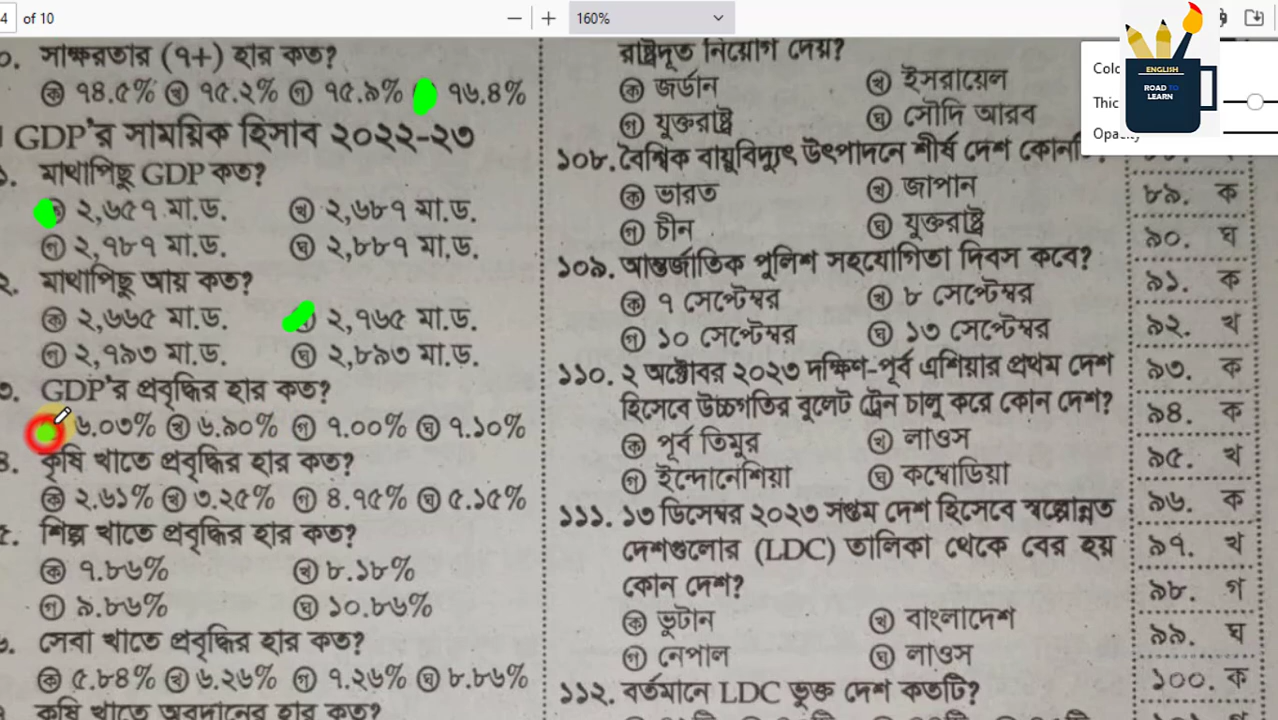 4 of 10
160%
০. সাক্ষরতার (৭+) হার কত?
ক ৭৪.৫% খ ৭৫.২% গ ৭৫.৯% ৭৬.৪%
GDP'র সাময়িক হিসাব ২০২২-২৩
১. মাথাপিছু GDP কত?
২,৬৫৭ মা.ড. খ ২,৬৮৭ মা.ড.
গ ২,৭৮৭ মা.ড. ঘ ২,৮৮৭ মা.ড.
২. মাথাপিছু আয় কত?
ক ২,৬৬৫ মা.ড. ২,৭৬৫ মা.ড.
গ ২,৭৯৩ মা.ড. ঘ ২,৮৯৩ মা.ড.
৩. GDP'র প্রবৃদ্ধির হার কত?
৬.০৩% খ ৬.৯০% গ ৭.০০% ঘ ৭.১০%
৪. কৃষি খাতে প্রবৃদ্ধির হার কত?
ক ২.৬১% খ ৩.২৫% গ ৪.৭৫% ঘ ৫.১৫%
৫. শিল্প খাতে প্রবৃদ্ধির হার কত?
ক ৭.৮৬% খ ৮.১৮%
গ ৯.৮৬% ঘ ১০.৮৬%
৬. সেবা খাতে প্রবৃদ্ধির হার কত?
ক ৫.৮৪% খ ৬.২৬% গ ৭.২৬% ঘ ৮.৮৬%
কৃষি খাতে অবদানের হার কত?
রাষ্ট্রদূত নিয়োগ দেয়?
ক জর্ডান খ ইসরায়েল
গ যুক্তরাষ্ট্র ঘ সৌদি আরব
১০৮. বৈশ্বিক বায়ুবিদ্যুৎ উৎপাদনে শীর্ষ দেশ কোনটি?
ক ভারত খ জাপান
গ চীন ঘ যুক্তরাষ্ট্র
১০৯. আন্তর্জাতিক পুলিশ সহযোগিতা দিবস কবে?
ক ৭ সেপ্টেম্বর খ ৮ সেপ্টেম্বর
গ ১০ সেপ্টেম্বর ঘ ১৩ সেপ্টেম্বর
১১০. ২ অক্টোবর ২০২৩ দক্ষিণ-পূর্ব এশিয়ার প্রথম দেশ
হিসেবে উচ্চগতির বুলেট ট্রেন চালু করে কোন দেশ?
ক পূর্ব তিমুর খ লাওস
গ ইন্দোনেশিয়া ঘ কম্বোডিয়া
১১১. ১৩ ডিসেম্বর ২০২৩ সপ্তম দেশ হিসেবে স্বল্পোন্নত
দেশগুলোর (LDC) তালিকা থেকে বের হয়
কোন দেশ?
ক ভুটান খ বাংলাদেশ
গ নেপাল ঘ লাওস
১১২. বর্তমানে LDC ভুক্ত দেশ কতটি?
ENGLISH
ROAD TO
LEARN
Thic
Opacity
৮৯. ক
৯০. ঘ
৯১. ক
৯২. খ
৯৩. ক
৯৪. ক
৯৫. খ
৯৬. ক
৯৭. খ
৯৮. গ
৯৯. ঘ
১০০. ক